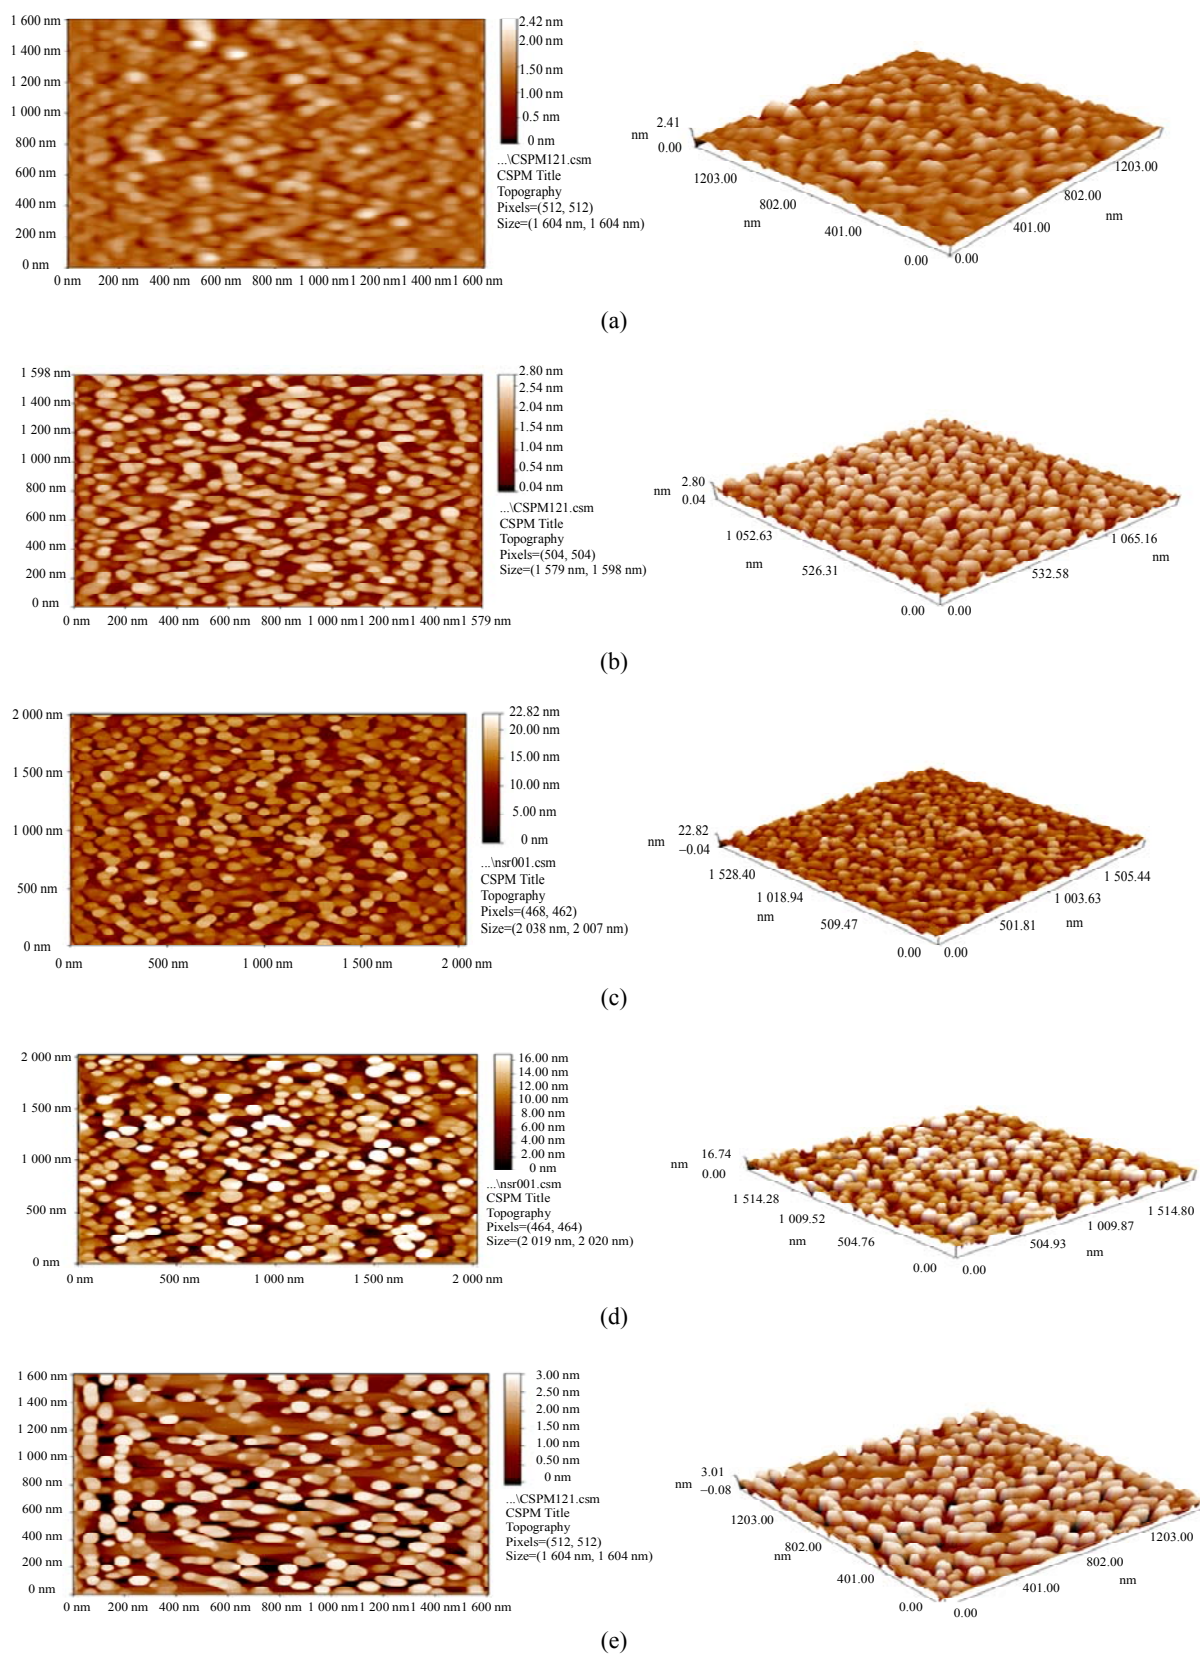 1 600 nm
1 400 nm
1 200 nm
1 000 nm
800 nm
600 nm
400 nm
200 nm
0 nm
0 nm 200 nm 400 nm 600 nm 800 nm 1 000 nm1 200 nm1 400 nm 1 600 nm
2.42 nm
2.00 nm
1.50 nm
1.00 nm
0.5 nm
0 nm
...\CSPM121.csm
CSPM Title
Topography
Pixels=(512, 512)
Size=(1 604 nm, 1 604 nm)
2.41
nm
0.00
1203.00
802.00
nm
401.00
0.00
0.00
401.00
nm
802.00
1203.00
(a)
1 598 nm
1 400 nm
1 200 nm
1 000 nm
800 nm
600 nm
400 nm
200 nm
0 nm
0 nm 200 nm 400 nm 600 nm 800 nm 1 000 nm1 200 nm1 400 nm1 579 nm
2.80 nm
2.54 nm
2.04 nm
1.54 nm
1.04 nm
0.54 nm
0.04 nm
...\CSPM121.csm
CSPM Title
Topography
Pixels=(504, 504)
Size=(1 579 nm, 1 598 nm)
2.80
nm
0.04
1 052.63
nm
526.31
0.00
0.00
532.58
nm
1 065.16
(b)
2 000 nm
1 500 nm
1 000 nm
500 nm
0 nm
0 nm 500 nm 1 000 nm 1 500 nm 2 000 nm
22.82 nm
20.00 nm
15.00 nm
10.00 nm
5.00 nm
0 nm
...\nsr001.csm
CSPM Title
Topography
Pixels=(468, 462)
Size=(2 038 nm, 2 007 nm)
22.82
nm
−0.04
1 528.40
1 018.94
nm
509.47
0.00
0.00
501.81
nm
1 003.63
1 505.44
(c)
2 000 nm
1 500 nm
1 000 nm
500 nm
0 nm
0 nm 500 nm 1 000 nm 1 500 nm 2 000 nm
16.00 nm
14.00 nm
12.00 nm
10.00 nm
8.00 nm
6.00 nm
4.00 nm
2.00 nm
0 nm
...\nsr001.csm
CSPM Title
Topography
Pixels=(464, 464)
Size=(2 019 nm, 2 020 nm)
16.74
nm
0.00
1 514.28
1 009.52
nm
504.76
0.00
0.00
504.93
nm
1 009.87
1 514.80
(d)
1 600 nm
1 400 nm
1 200 nm
1 000 nm
800 nm
600 nm
400 nm
200 nm
0 nm
0 nm 200 nm 400 nm 600 nm 800 nm 1 000 nm1 200 nm1 400 nm1 600 nm
3.00 nm
2.50 nm
2.00 nm
1.50 nm
1.00 nm
0.50 nm
0 nm
...\CSPM121.csm
CSPM Title
Topography
Pixels=(512, 512)
Size=(1 604 nm, 1 604 nm)
3.01
nm
−0.08
1203.00
802.00
nm
401.00
0.00
0.00
401.00
nm
802.00
1203.00
(e)